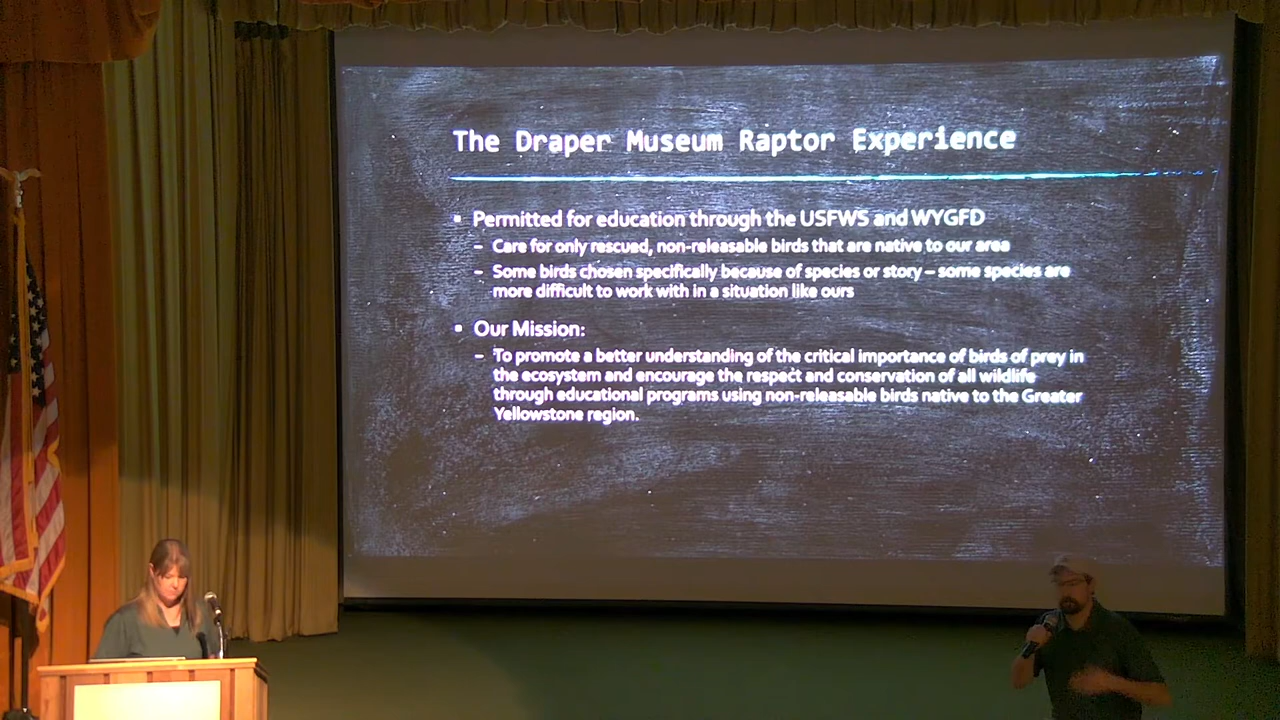 The Draper Museum Raptor Experience
▪ Permitted for education through the USFWS and WYGFD
– Care for only rescued, non-releasable birds that are native to our area
– Some birds chosen specifically because of species or story – some species are
more difficult to work with in a situation like ours
▪ Our Mission:
– To promote a better understanding of the critical importance of birds of prey in
the ecosystem and encourage the respect and conservation of all wildlife
through educational programs using non-releasable birds native to the Greater
Yellowstone region.